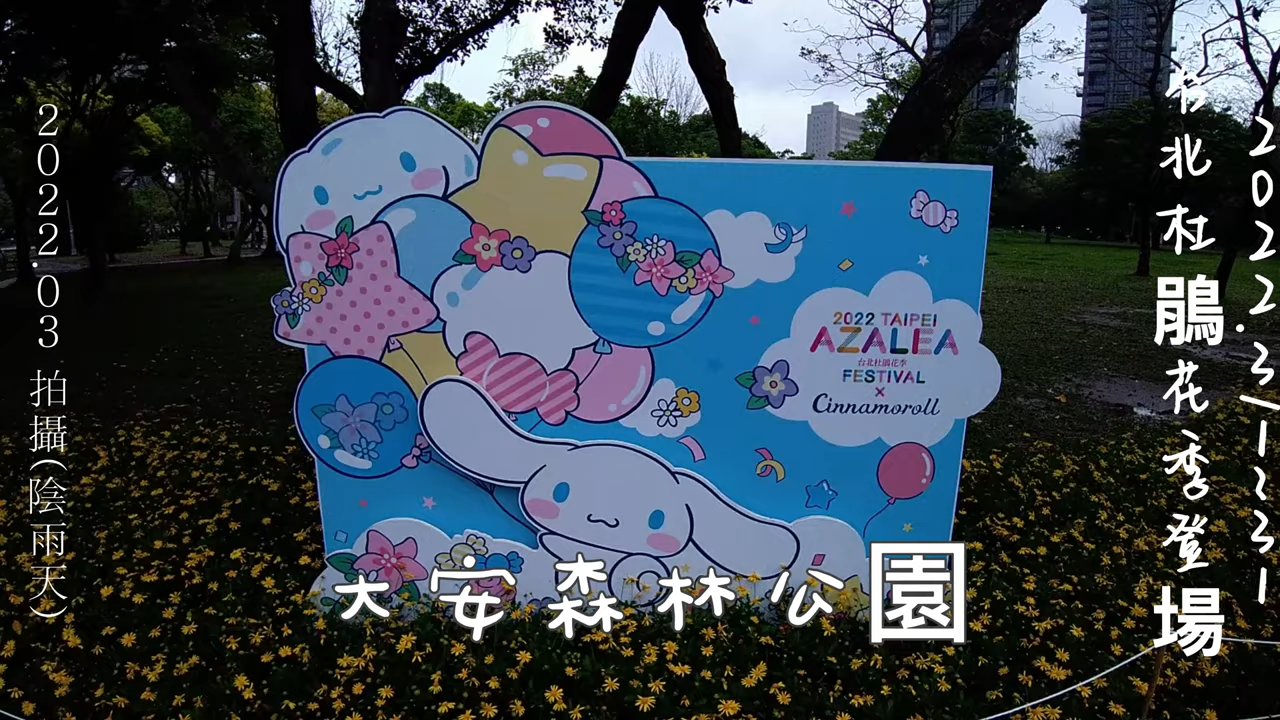 2022.03 拍攝(陰雨天)
2022 TAIPEI
AZALEA
台北杜鵑花季
FESTIVAL
×
Cinnamoroll
大安森林公園
2022.3/1~3/31
台北杜鵑花季登場